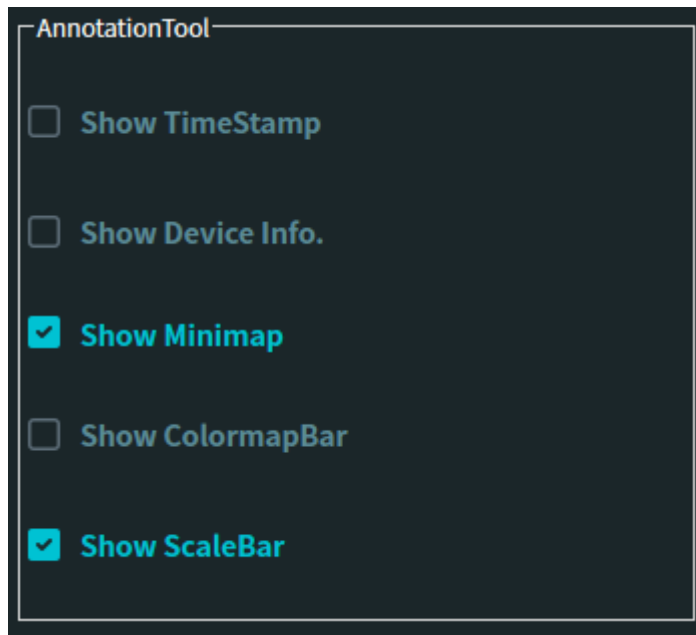 AnnotationTool
Show TimeStamp
Show Device Info.
Show Minimap
Show ColormapBar
Show ScaleBar